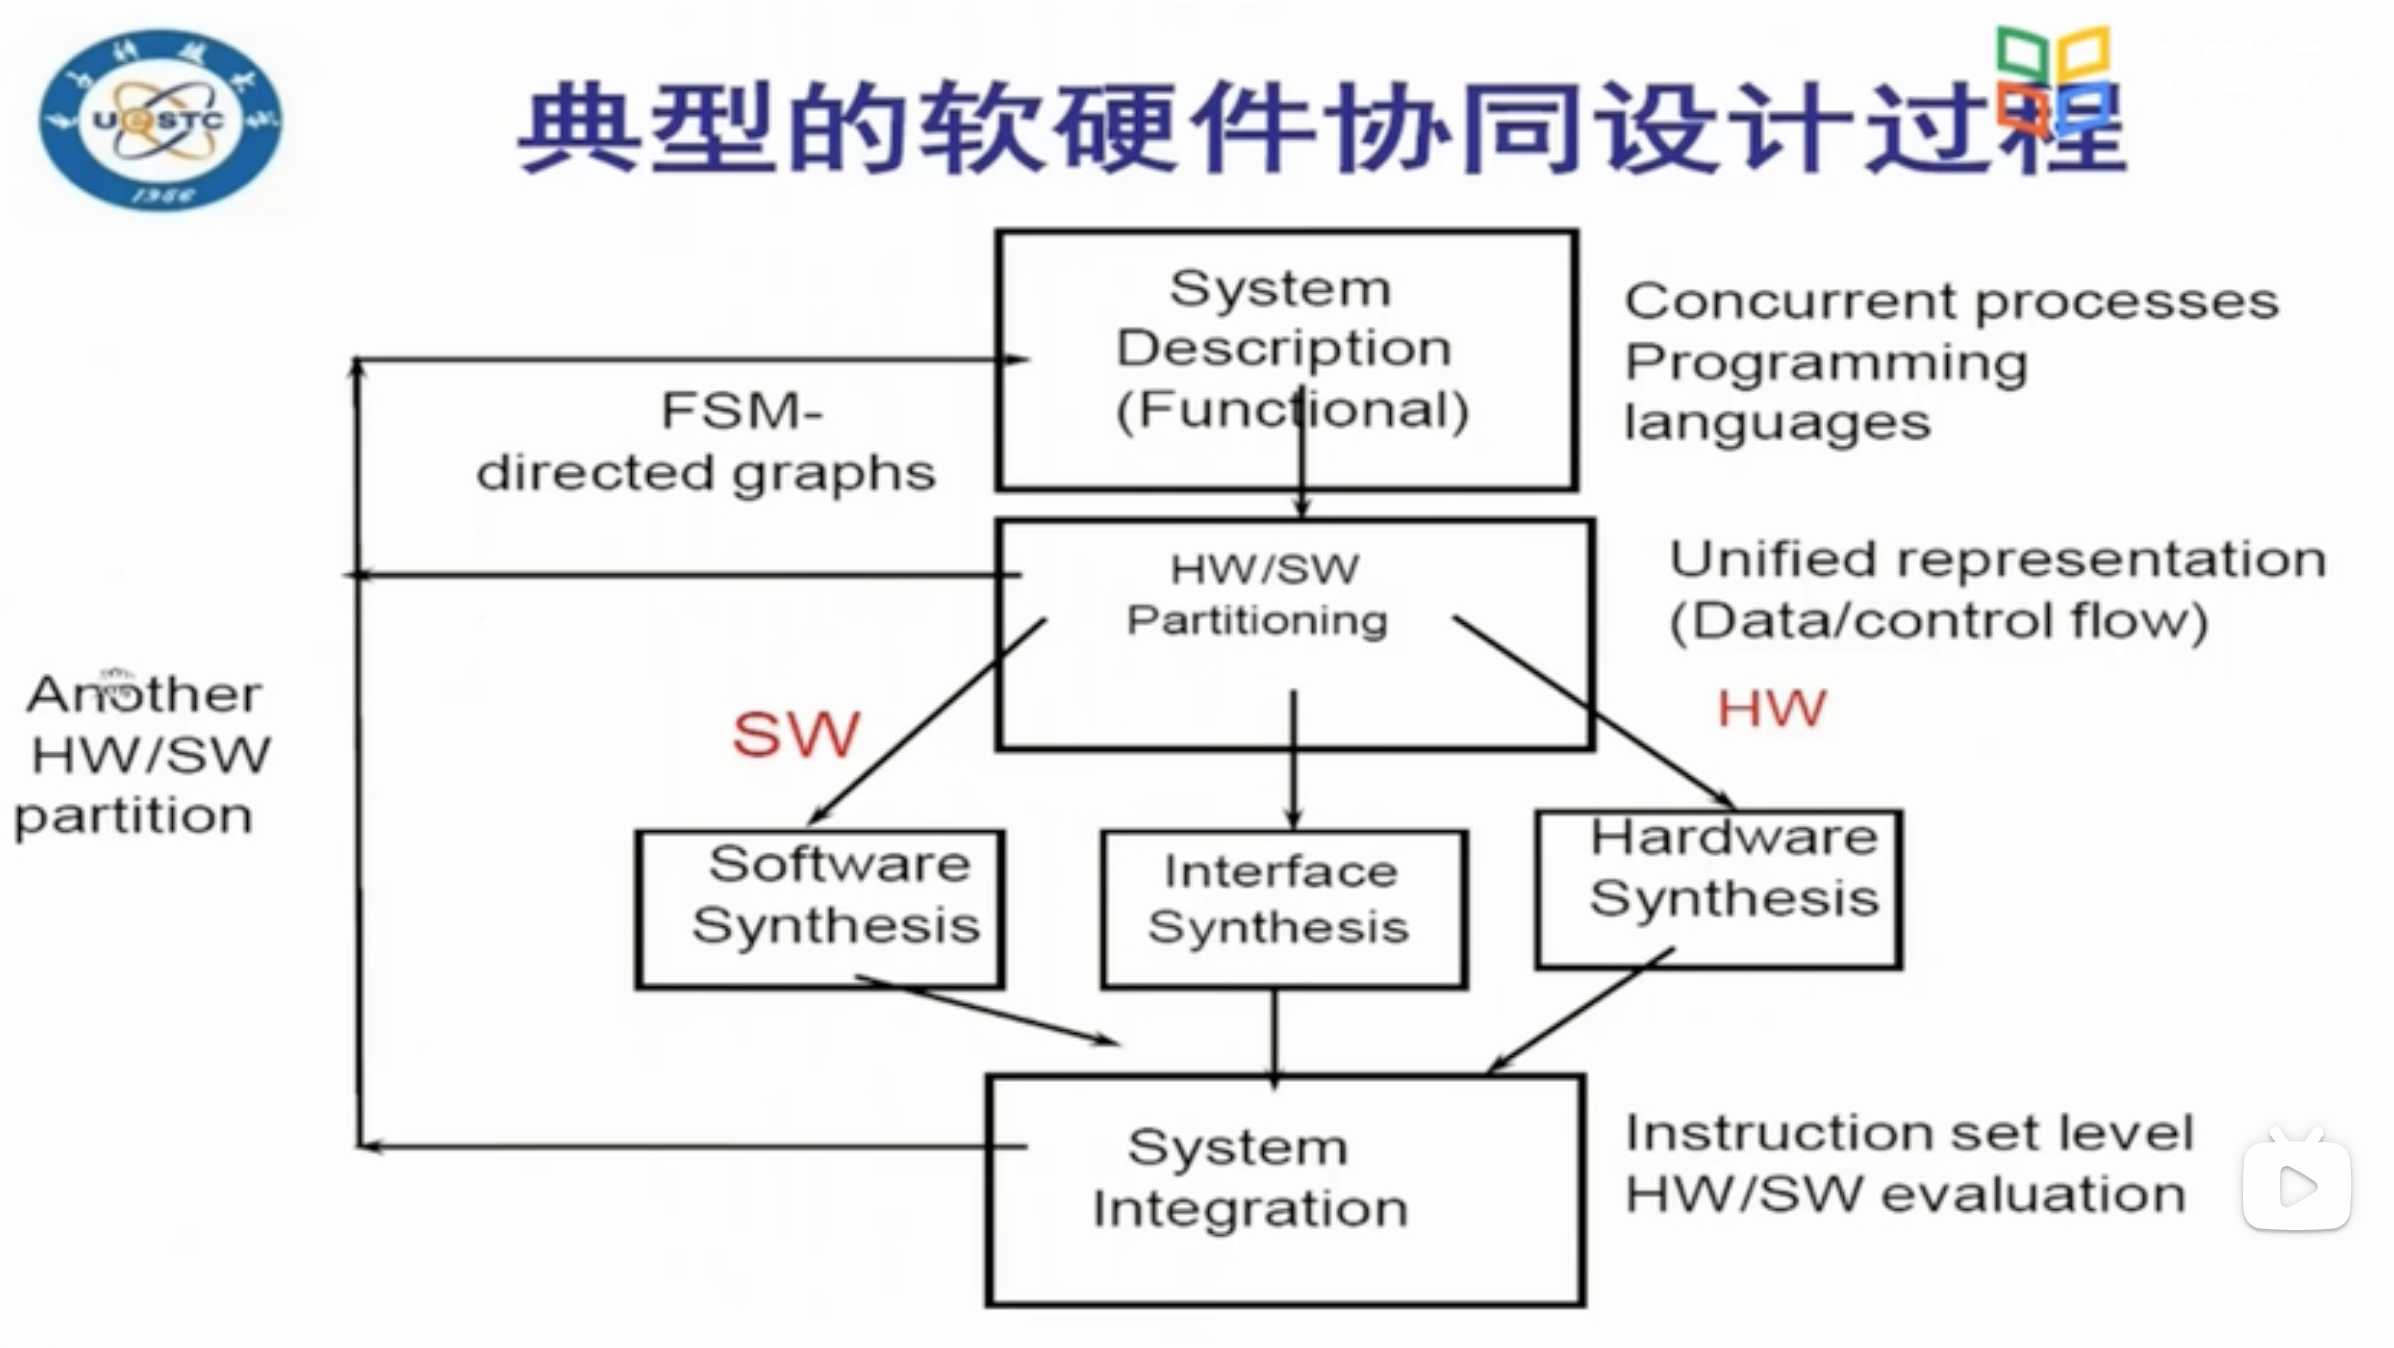 典型的软硬件协同设计过程
UESTC
1956
System
Description
(Functional)
Concurrent processes
Programming
languages
FSM-
directed graphs
HW/SW
Partitioning
Unified representation
(Data/control flow)
Another
HW/SW
partition
SW
HW
Software
Synthesis
Interface
Synthesis
Hardware
Synthesis
System
Integration
Instruction set level
HW/SW evaluation